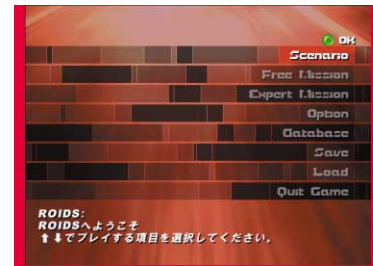 OK
Scenario
Free Mission
Expert Mission
Option
Database
Save
Load
Quit Game
ROIDS:
ROIDSへようこそ
⬆⬇でプレイする項目を選択してください。